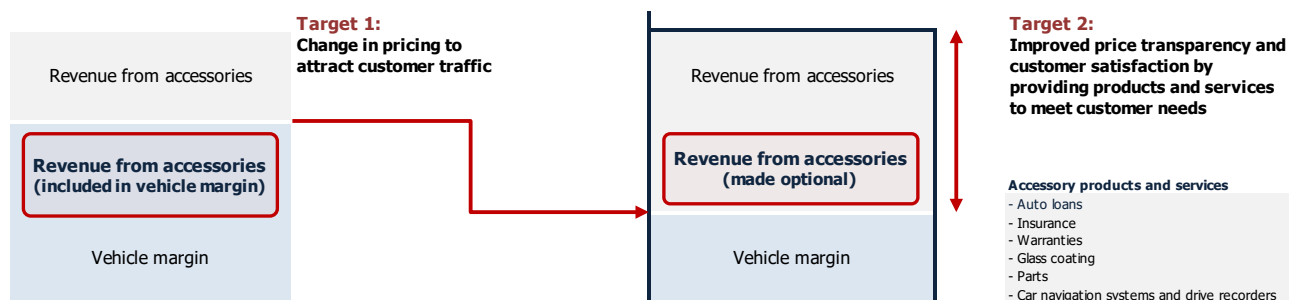 Revenue from accessories
Revenue from accessories
(included in vehicle margin)
Vehicle margin
Target 1:
Change in pricing to
attract customer traffic
Revenue from accessories
Revenue from accessories
(made optional)
Vehicle margin
Target 2:
Improved price transparency and
customer satisfaction by
providing products and services
to meet customer needs
Accessory products and services
- Auto loans
- Insurance
- Warranties
- Glass coating
- Parts
- Car navigation systems and drive recorders